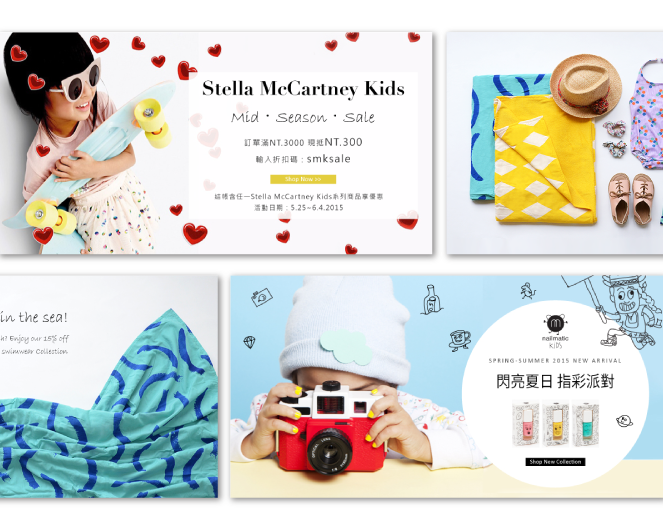 Stella McCartney Kids
Mid · Season · Sale
訂單滿NT.3000 現抵NT.300
輸入折扣碼：smksale
Shop Now >>
結帳含任一Stella McCartney Kids系列商品享優惠
活動日期：5.25~6.4.2015
in the sea!
h? Enjoy our 15% off
swimwear Collection
nailmatic
KIDS
SPRING-SUMMER 2015 NEW ARRIVAL
閃亮夏日 指彩派對
Shop New Collection